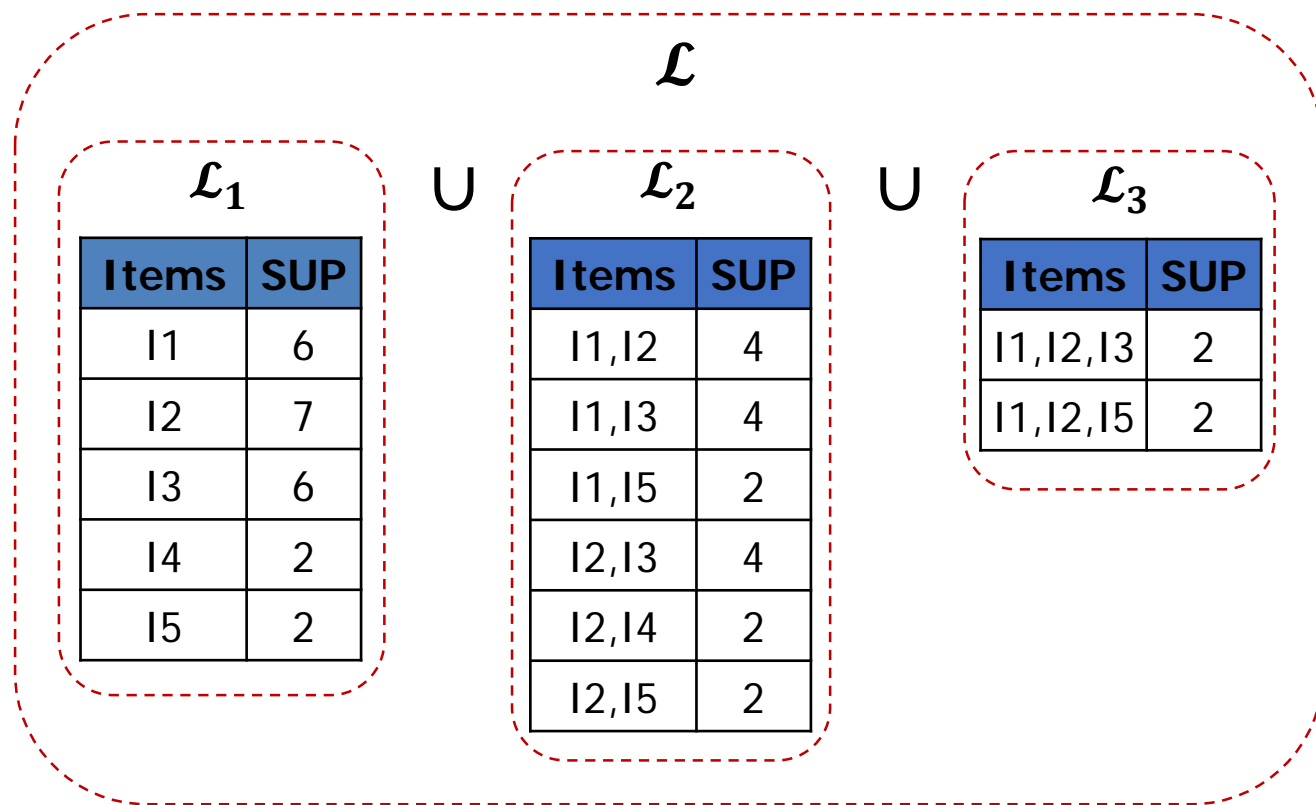 ℒ
ℒ₁ ∪ ℒ₂ ∪ ℒ₃
Items SUP
I1 6
I2 7
I3 6
I4 2
I5 2
Items SUP
I1,I2 4
I1,I3 4
I1,I5 2
I2,I3 4
I2,I4 2
I2,I5 2
Items SUP
I1,I2,I3 2
I1,I2,I5 2